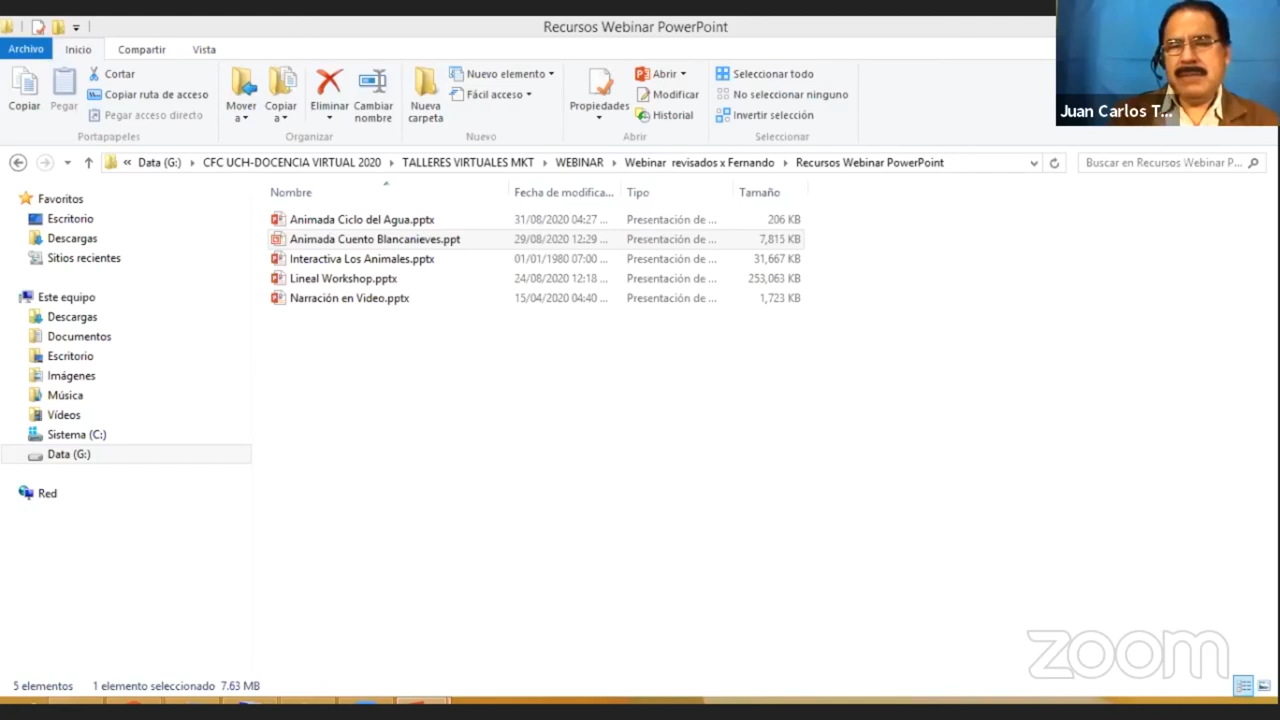 Recursos Webinar PowerPoint
Archivo Inicio Compartir Vista
Copiar
Pegar
Cortar
Copiar ruta de acceso
Pegar acceso directo
Portapapeles
Mover a
Copiar a
Eliminar
Cambiar nombre
Organizar
Nueva carpeta
Nuevo elemento
Fácil acceso
Nuevo
Propiedades
Abrir
Modificar
Historial
Abrir
Seleccionar todo
No seleccionar ninguno
Invertir selección
Seleccionar
Juan Carlos T...
« Data (G:) CFC UCH-DOCENCIA VIRTUAL 2020 TALLERES VIRTUALES MKT WEBINAR Webinar revisados x Fernando Recursos Webinar PowerPoint
Buscar en Recursos Webinar P...
Favoritos
Escritorio
Descargas
Sitios recientes
Este equipo
Descargas
Documentos
Escritorio
Imágenes
Música
Vídeos
Sistema (C:)
Data (G:)
Red
Nombre Fecha de modifica... Tipo Tamaño
Animada Ciclo del Agua.pptx 31/08/2020 04:27 ... Presentación de ... 206 KB
Animada Cuento Blancanieves.ppt 29/08/2020 12:29 ... Presentación de ... 7,815 KB
Interactiva Los Animales.pptx 01/01/1980 07:00 ... Presentación de ... 31,667 KB
Lineal Workshop.pptx 24/08/2020 12:18 ... Presentación de ... 253,063 KB
Narración en Video.pptx 15/04/2020 04:40 ... Presentación de ... 1,723 KB
zoom
5 elementos 1 elemento seleccionado 7.63 MB